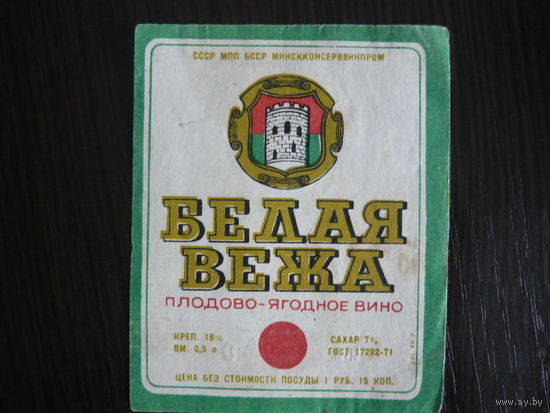 СССР МПП БССР МИНСККОНСЕРВВИНПРОМ
БЕЛАЯ
ВЕЖА
ПЛОДОВО-ЯГОДНОЕ ВИНО
КРЕП. 18%
САХАР 7%
ВМ. 0,5 л
ГОСТ 17292-71
ЦЕНА БЕЗ СТОИМОСТИ ПОСУДЫ 1 РУБ. 15 КОП.
www.ay.by